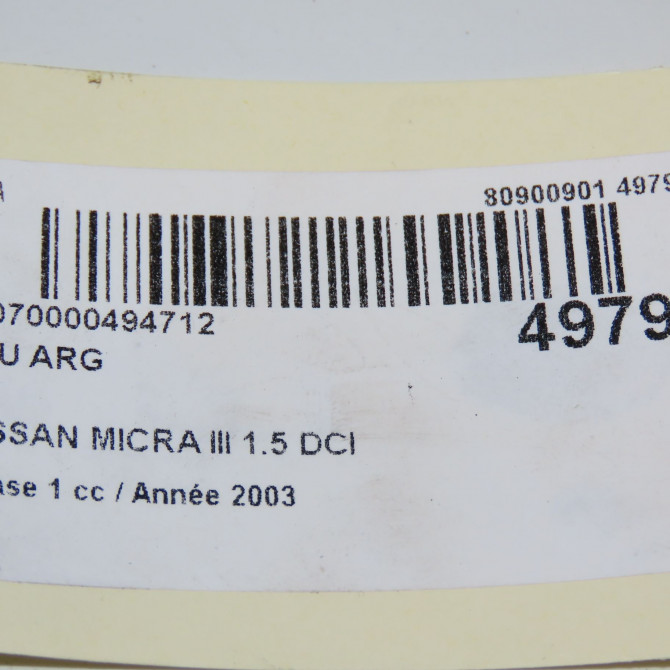 A 80900901 4979
070000494712 4979
U ARG
SSAN MICRA III 1.5 DCI
ase 1 cc / Année 2003